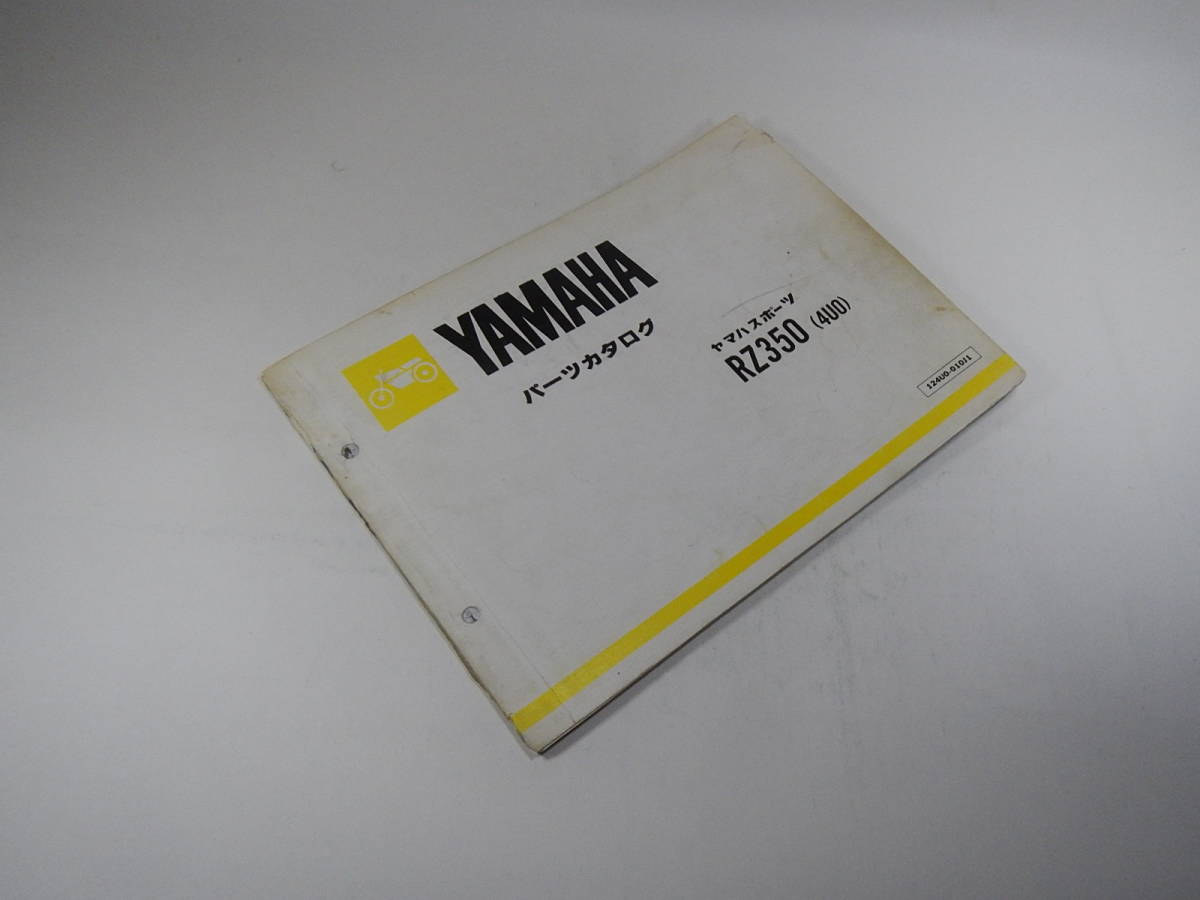 YAMAHA
パーツカタログ
ヤマハ スポーツ
RZ350 (4U0)
124U0-010J1